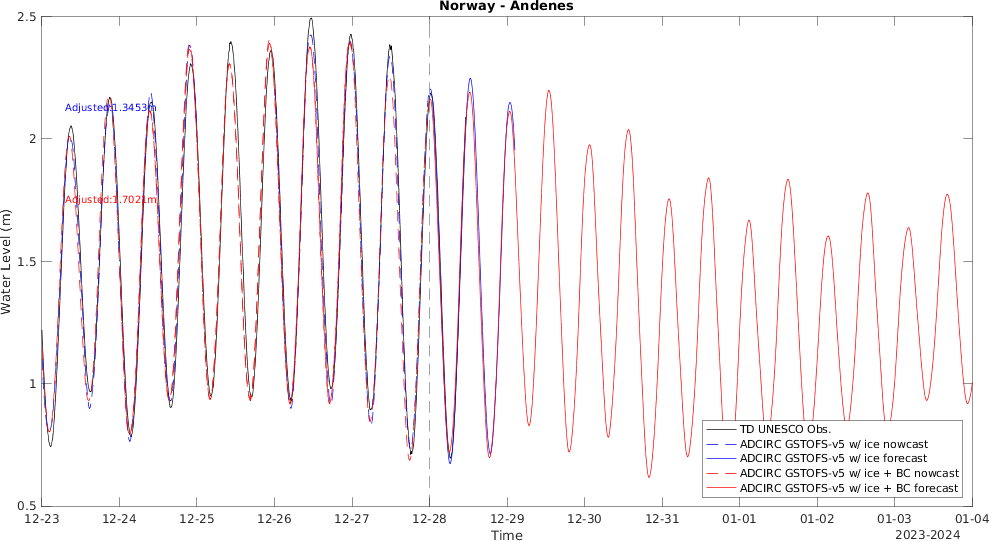 Norway - Andenes
2.5
2
1.5
1
0.5
Water Level (m)
Adjusted:1.3453m
Adjusted:1.7021m
TD UNESCO Obs.
ADCIRC GSTOFS-v5 w/ ice nowcast
ADCIRC GSTOFS-v5 w/ ice forecast
ADCIRC GSTOFS-v5 w/ ice + BC nowcast
ADCIRC GSTOFS-v5 w/ ice + BC forecast
12-23 12-24 12-25 12-26 12-27 12-28 12-29 12-30 12-31 01-01 01-02 01-03 01-04
Time
2023-2024